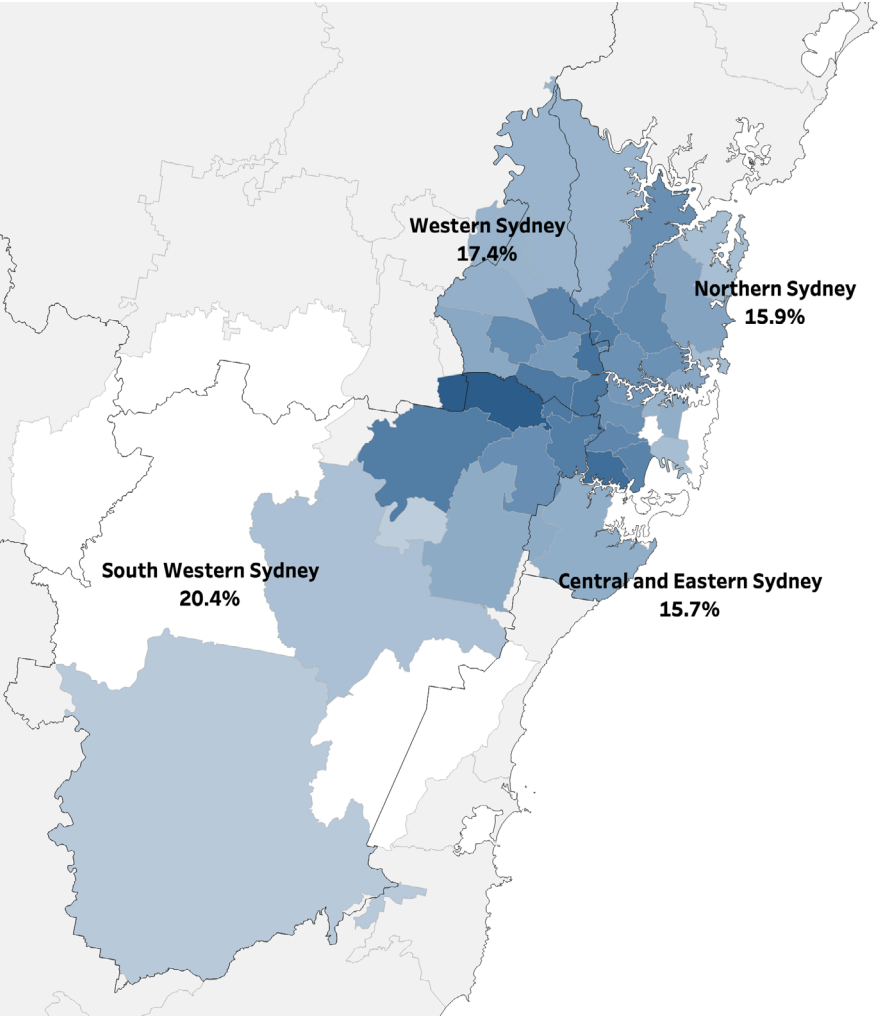 Western Sydney
17.4%
Northern Sydney
15.9%
South Western Sydney
20.4%
Central and Eastern Sydney
15.7%